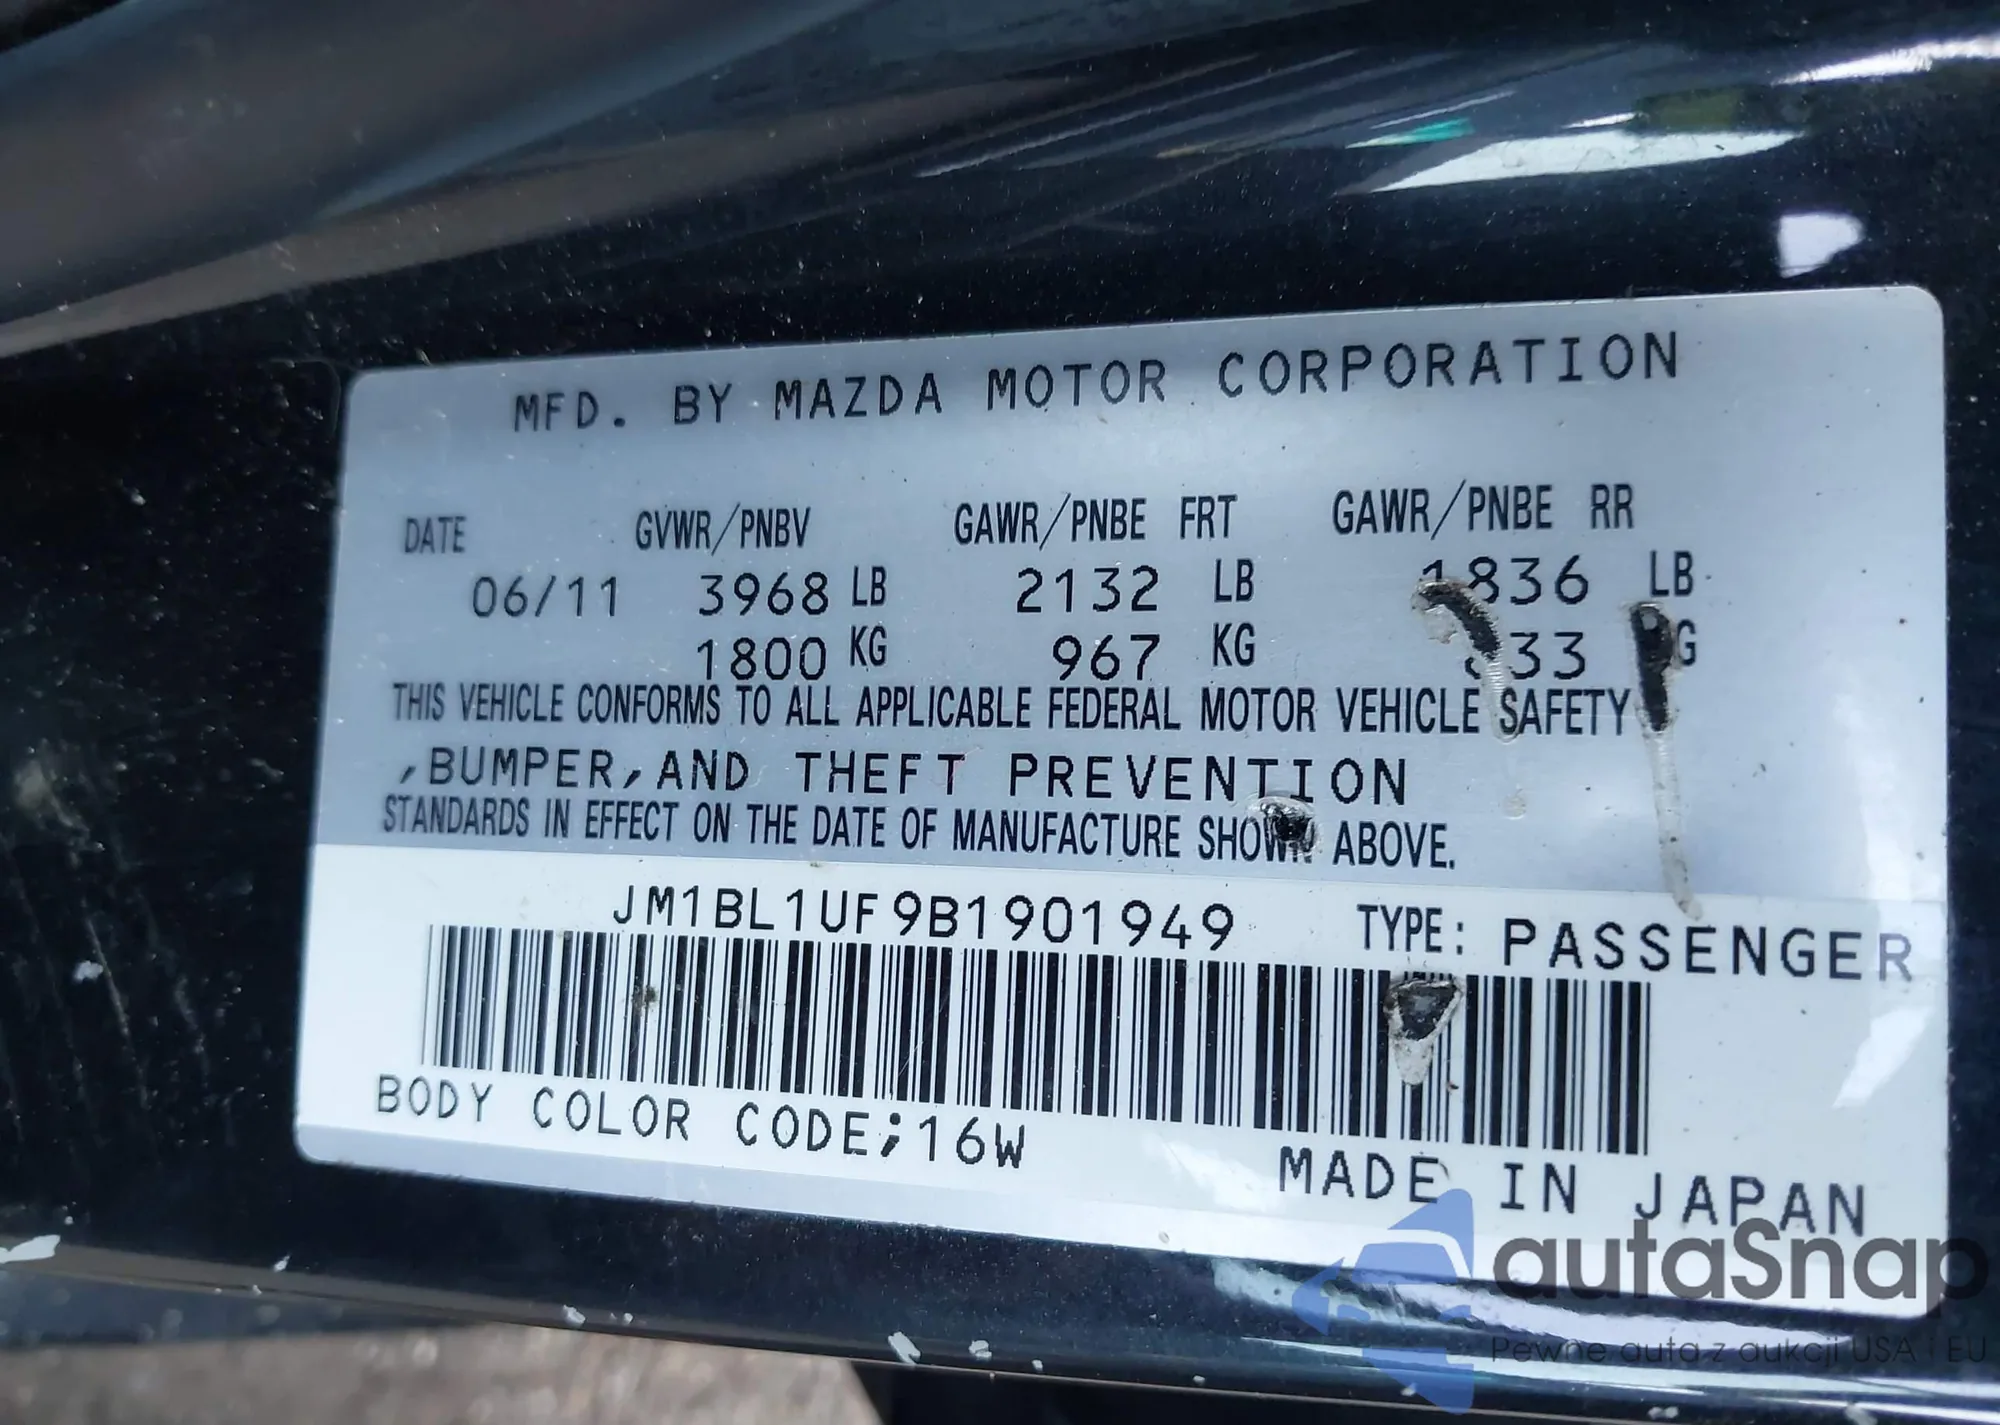 MFD. BY MAZDA MOTOR CORPORATION
DATE GVWR/PNBV GAWR/PNBE FRT GAWR/PNBE RR
06/11 3968 LB 2132 LB 1836 LB
1800 KG 967 KG 833 KG
THIS VEHICLE CONFORMS TO ALL APPLICABLE FEDERAL MOTOR VEHICLE SAFETY
,BUMPER,AND THEFT PREVENTION
STANDARDS IN EFFECT ON THE DATE OF MANUFACTURE SHOWN ABOVE.
JM1BL1UF9B1901949 TYPE: PASSENGER
BODY COLOR CODE;16W
MADE IN JAPAN
autaSnap
Pewne auta z aukcji USA i EU